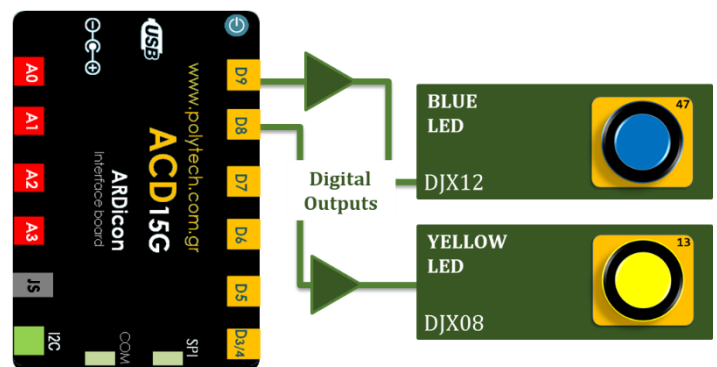 USB
A0
A1
A2
A3
JS
I2C
COM
SPI
www.polytech.com.gr
ACD15G
ARDicon
Interface board
D9
D8
D7
D6
D5
D3/4
Digital
Outputs
BLUE
LED
DJX12
47
YELLOW
LED
DJX08
13